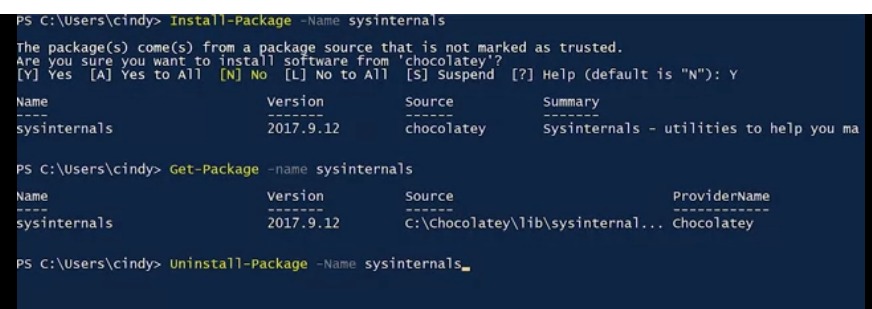 PS C:\Users\cindy> Install-Package -Name sysinternals
The package(s) come(s) from a package source that is not marked as trusted.
Are you sure you want to install software from 'chocolatey'?
[Y] Yes [A] Yes to All [N] No [L] No to All [S] Suspend [?] Help (default is "N"): Y
Name Version Source Summary
---- ------- ------ -------
sysinternals 2017.9.12 chocolatey Sysinternals - utilities to help you ma
PS C:\Users\cindy> Get-Package -name sysinternals
Name Version Source ProviderName
---- ------- ------ ------------
sysinternals 2017.9.12 C:\Chocolatey\lib\sysinternal... Chocolatey
PS C:\Users\cindy> Uninstall-Package -Name sysinternals_